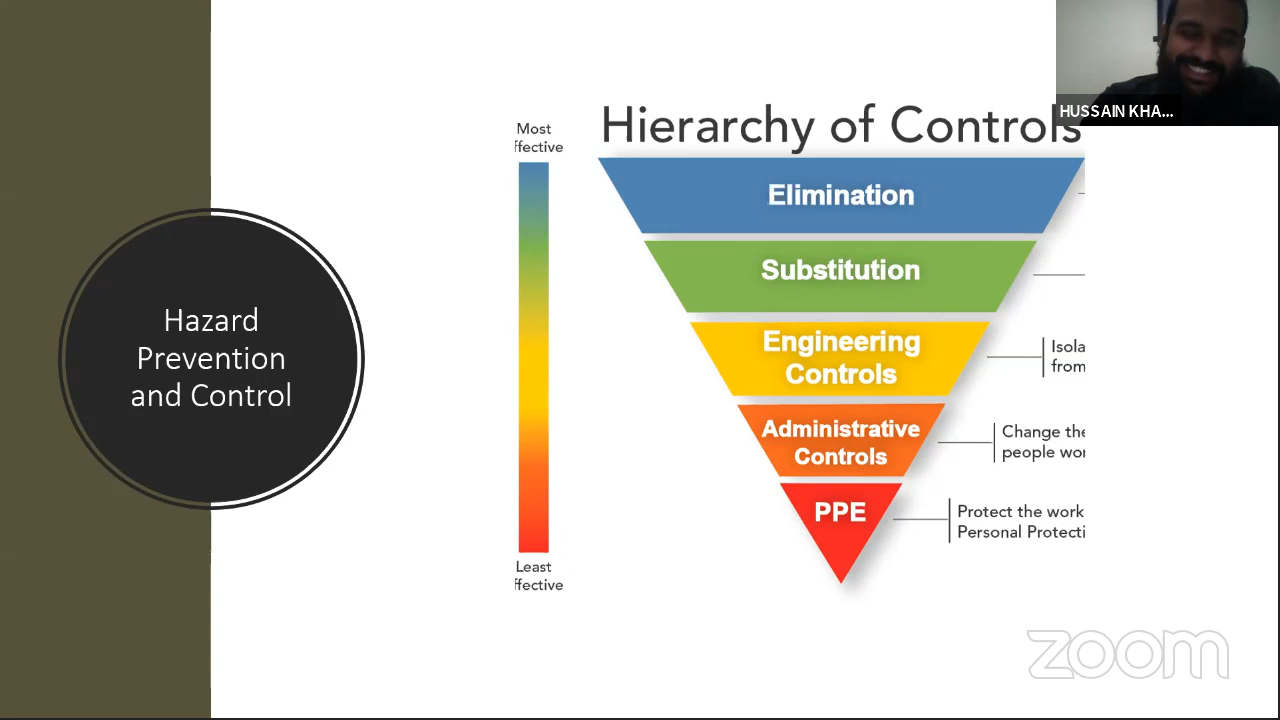 HUSSAIN KHA...
Hierarchy of Controls
Most
ffective
Elimination
Substitution
Engineering
Controls
Isola
from
Administrative
Controls
Change the
people wor
PPE
Protect the work
Personal Protecti
Least
ffective
Hazard
Prevention
and Control
zoom